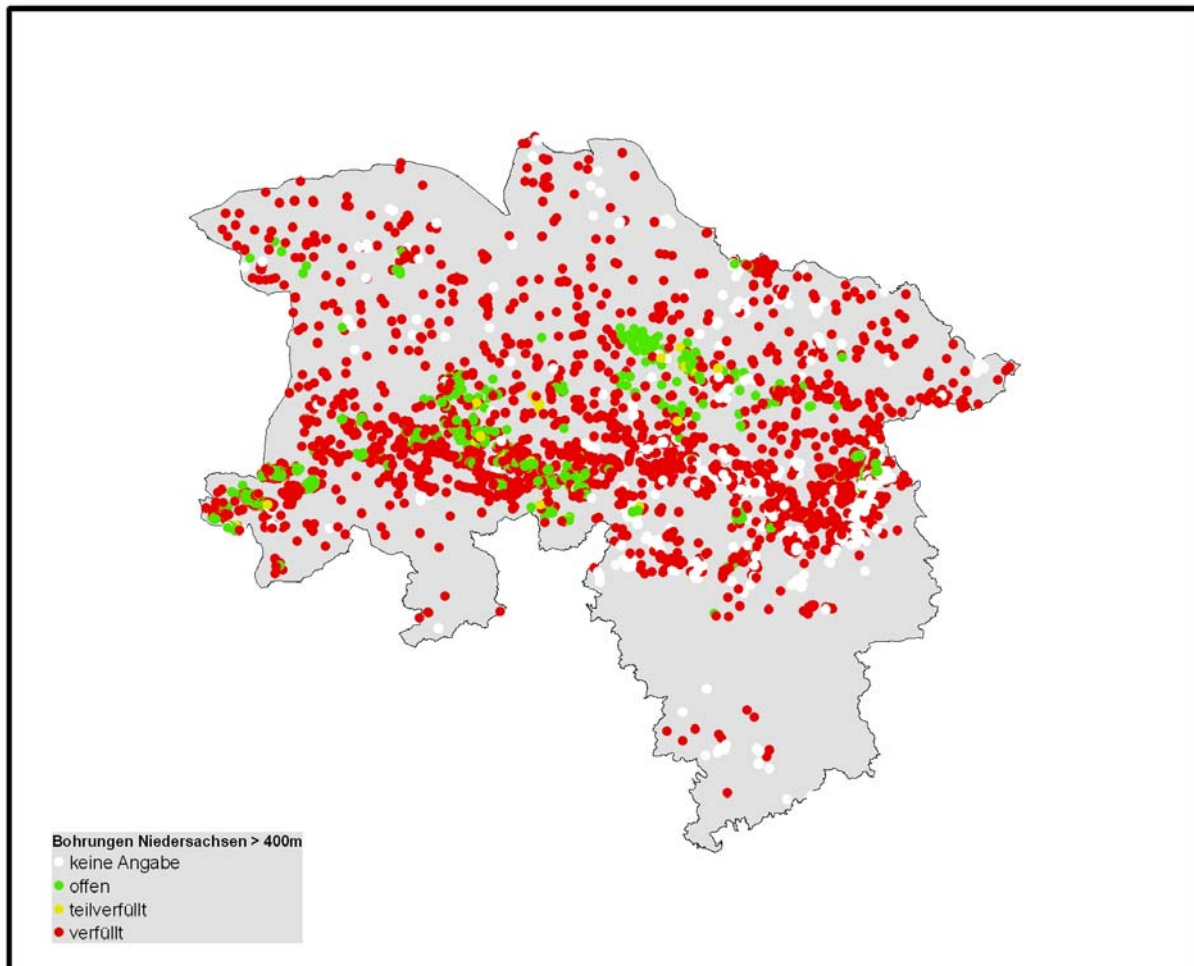 Bohrungen Niedersachsen > 400m
keine Angabe
offen
teilverfüllt
verfüllt